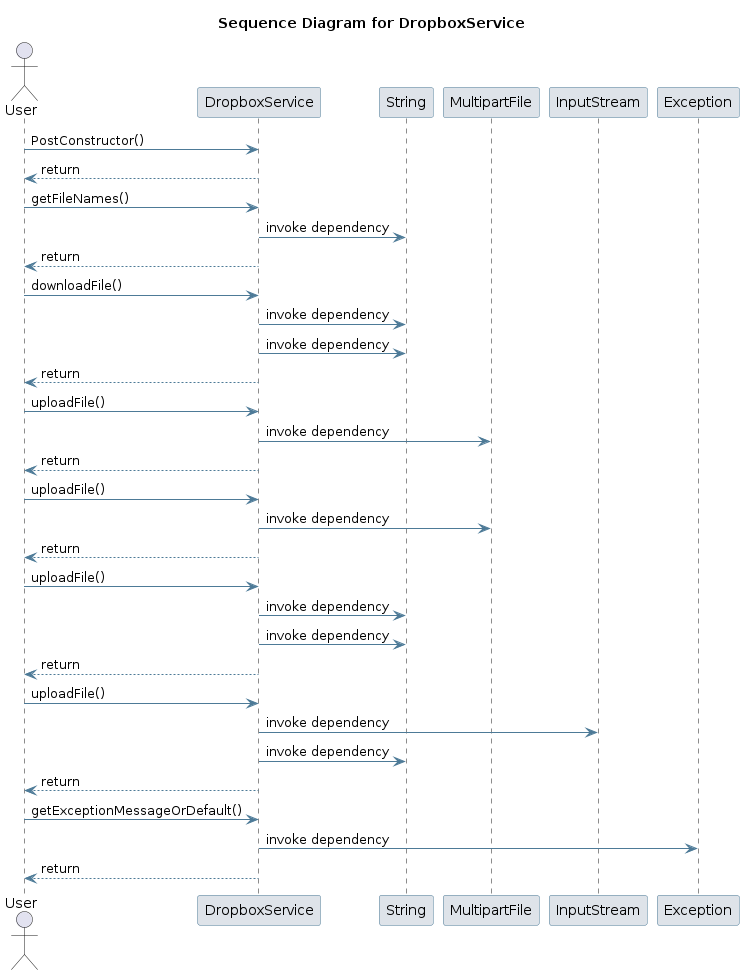 Sequence Diagram for DropboxService
User
DropboxService String MultipartFile InputStream Exception
PostConstructor()
return
getFileNames()
invoke dependency
return
downloadFile()
invoke dependency
invoke dependency
return
uploadFile()
invoke dependency
return
uploadFile()
invoke dependency
return
uploadFile()
invoke dependency
invoke dependency
return
uploadFile()
invoke dependency
invoke dependency
return
getExceptionMessageOrDefault()
invoke dependency
return
User
DropboxService String MultipartFile InputStream Exception